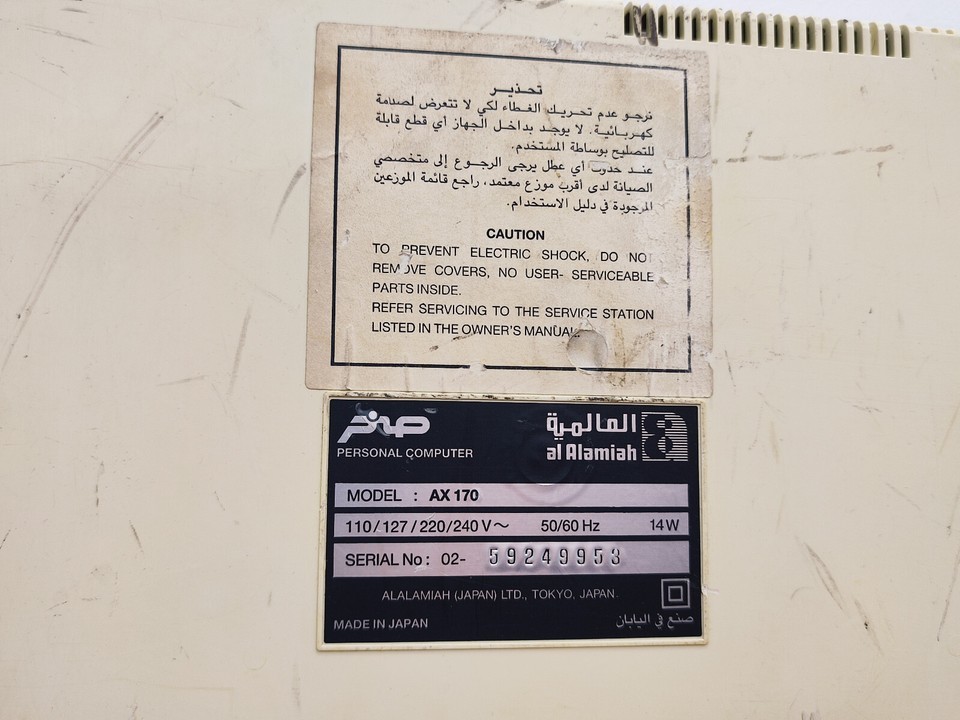 تحذير
نرجو عدم تحريك الغطاء لكي لا تتعرض لصدمة
كهربائية. لا يوجد بداخل الجهاز أي قطع قابلة
للتصليح بوساطة المستخدم.
عند حدوث أي عطل يرجى الرجوع إلى متخصصي
الصيانة لدى أقرب موزع معتمد، راجع قائمة الموزعين
الموجودة في دليل الاستخدام.
CAUTION
TO PREVENT ELECTRIC SHOCK, DO NOT
REMOVE COVERS, NO USER- SERVICEABLE
PARTS INSIDE.
REFER SERVICING TO THE SERVICE STATION
LISTED IN THE OWNER'S MANUAL.
صخر العالمية
PERSONAL COMPUTER al Alamiah
MODEL : AX 170
110/127/220/240 V～ 50/60 Hz 14W
SERIAL No: 02- 59249953
ALALAMIAH (JAPAN) LTD., TOKYO, JAPAN.
MADE IN JAPAN صنع في اليابان